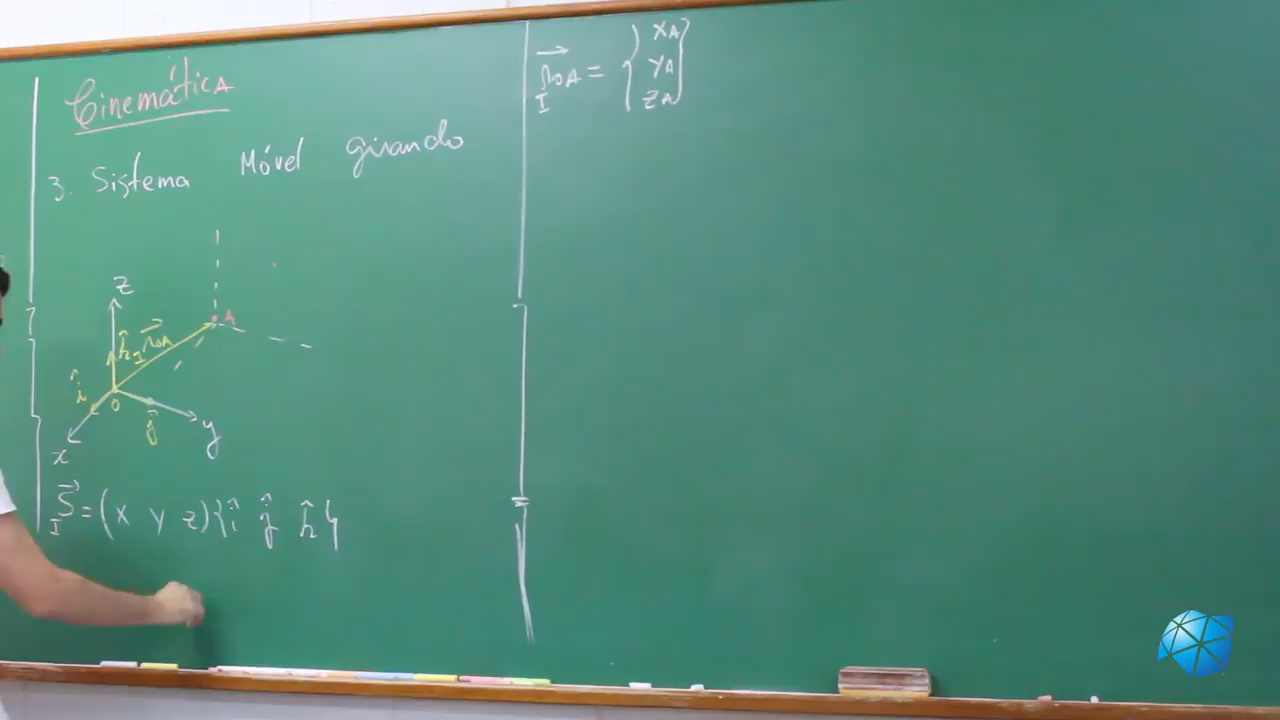 Cinemática
3. Sistema Móvel girando
z
A
k̂ I r⃗OA
î
O
ĵ
x
y
I S⃗ = (x y z){î ĵ k̂}
I r⃗OA = { XA
YA
ZA }